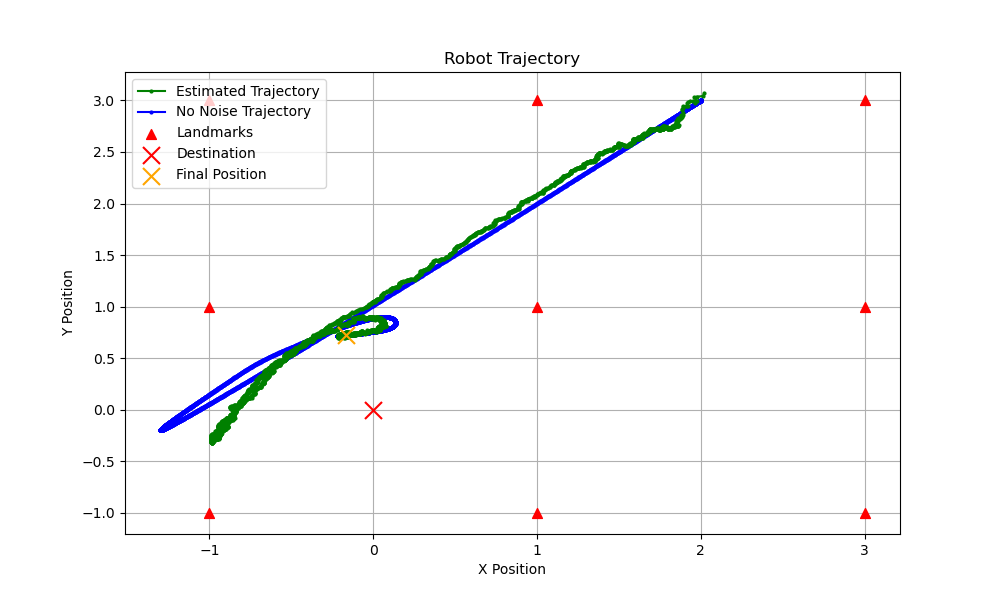 Robot Trajectory
Estimated Trajectory
No Noise Trajectory
Landmarks
Destination
Final Position
Y Position
3.0
2.5
2.0
1.5
1.0
0.5
0.0
−0.5
−1.0
−1
0
1
2
3
X Position